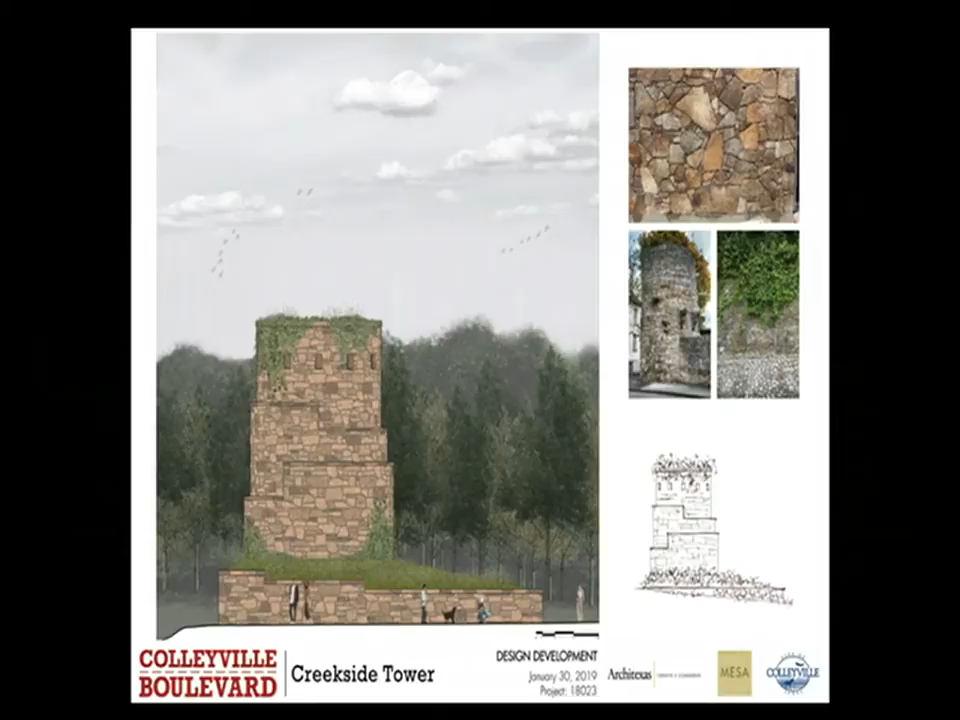 COLLEYVILLE
BOULEVARD
Creekside Tower
DESIGN DEVELOPMENT
January 30, 2019
Project: 18023
Architexas
MESA
COLLEYVILLE